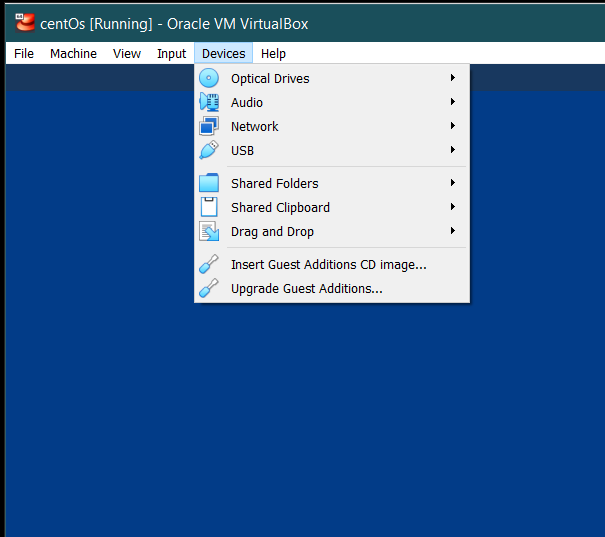 centOs [Running] - Oracle VM VirtualBox
File Machine View Input Devices Help
Optical Drives
Audio
Network
USB
Shared Folders
Shared Clipboard
Drag and Drop
Insert Guest Additions CD image...
Upgrade Guest Additions...